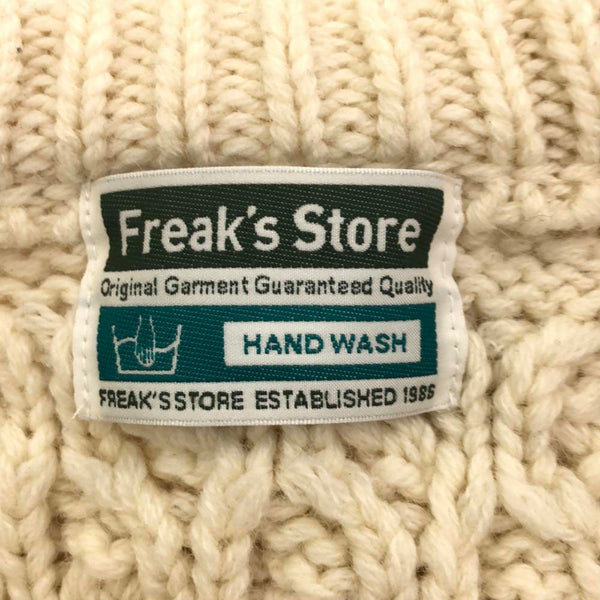 Freak's Store
Original Garment Guaranteed Quality
HAND WASH
FREAK'S STORE ESTABLISHED 1986